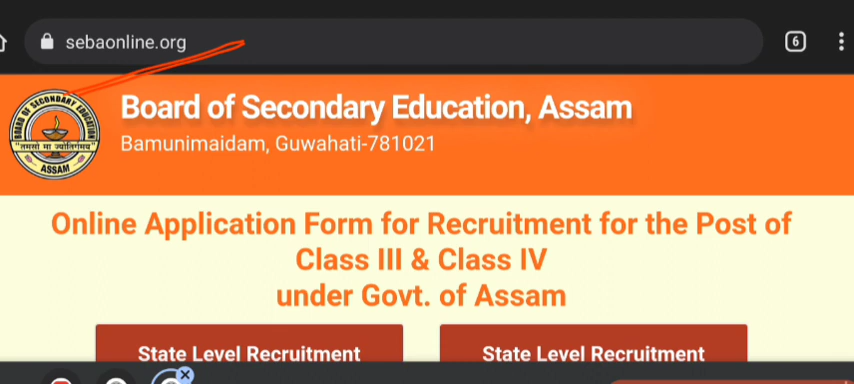 sebaonline.org
6
BOARD OF SECONDARY EDUCATION
"तमसो मा ज्योतिर्गमय"
ASSAM
Board of Secondary Education, Assam
Bamunimaidam, Guwahati-781021
Online Application Form for Recruitment for the Post of
Class III & Class IV
under Govt. of Assam
State Level Recruitment
State Level Recruitment